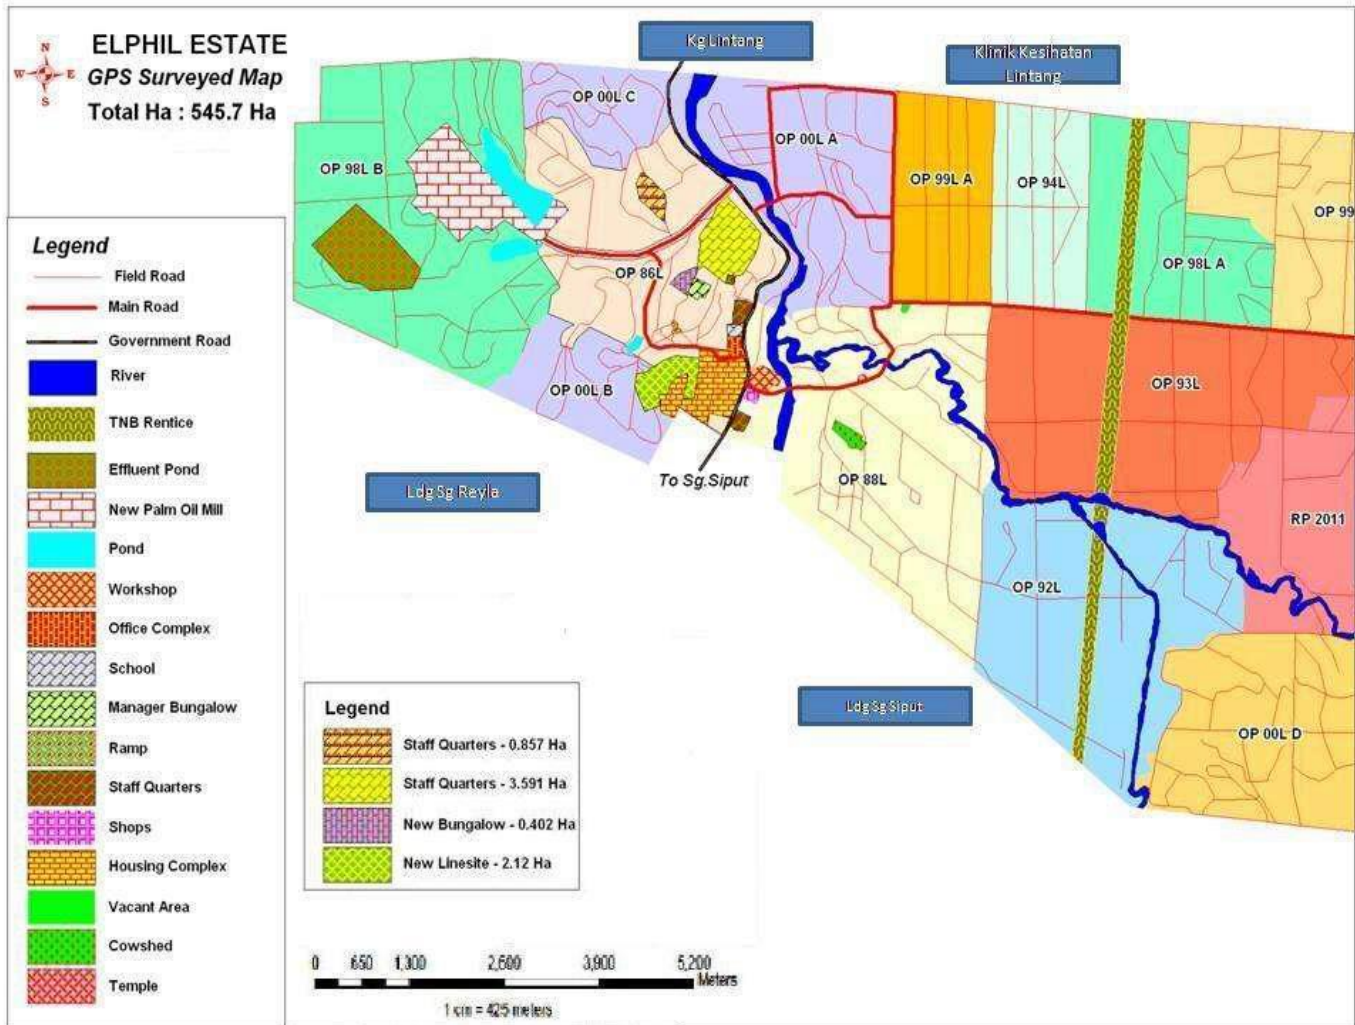 ELPHIL ESTATE
GPS Surveyed Map
Total Ha : 545.7 Ha
N
W
E
S
Kg Lintang
Klinik Kesihatan
Lintang
OP 00L C
OP 00L A
OP 98L B
OP 99L A
OP 94L
OP 99
OP 86L
OP 98L A
OP 00L B
OP 93L
To Sg.Siput
OP 88L
Ldg Sg Reyla
RP 2011
OP 92L
Ldg Sg Siput
OP 00L D
Legend
Field Road
Main Road
Government Road
River
TNB Rentice
Effluent Pond
New Palm Oil Mill
Pond
Workshop
Office Complex
School
Manager Bungalow
Ramp
Staff Quarters
Shops
Housing Complex
Vacant Area
Cowshed
Temple
Legend
Staff Quarters - 0.857 Ha
Staff Quarters - 3.591 Ha
New Bungalow - 0.402 Ha
New Linesite - 2.12 Ha
0 650 1,300 2,600 3,900 5,200
Meters
1 cm = 425 meters